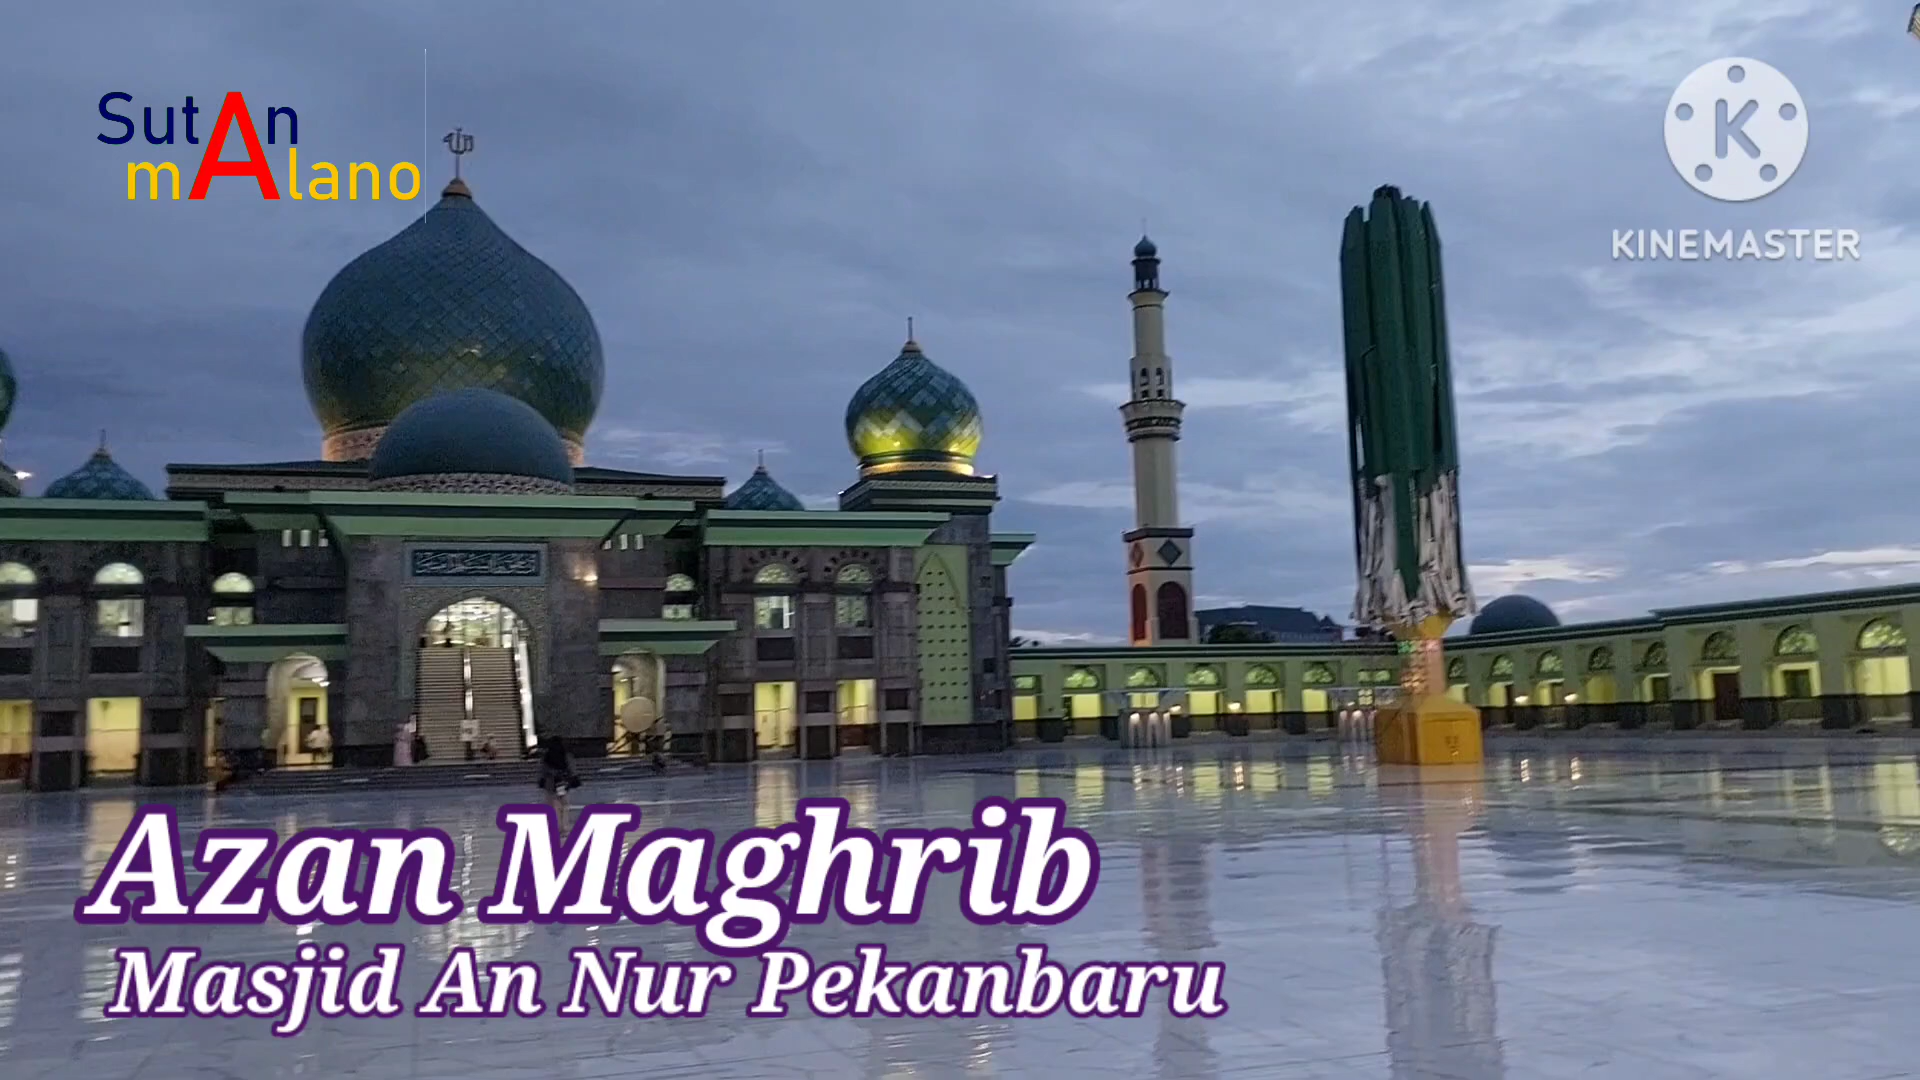 SutAn
mAlano
KINEMASTER
Azan Maghrib
Masjid An Nur Pekanbaru